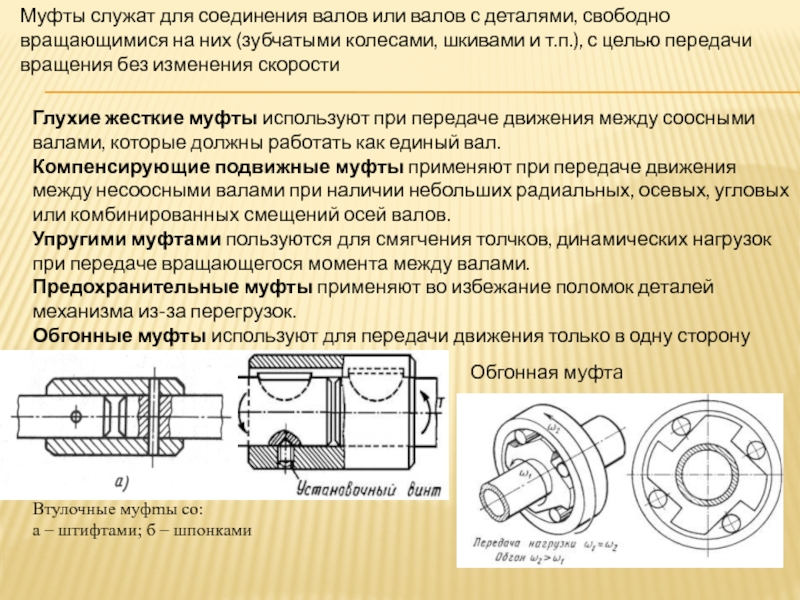 Муфты служат для соединения валов или валов с деталями, свободно
вращающимися на них (зубчатыми колесами, шкивами и т.п.), с целью передачи
вращения без изменения скорости
Глухие жесткие муфты используют при передаче движения между соосными
валами, которые должны работать как единый вал.
Компенсирующие подвижные муфты применяют при передаче движения
между несоосными валами при наличии небольших радиальных, осевых, угловых
или комбинированных смещений осей валов.
Упругими муфтами пользуются для смягчения толчков, динамических нагрузок
при передаче вращающегося момента между валами.
Предохранительные муфты применяют во избежание поломок деталей
механизма из-за перегрузок.
Обгонные муфты используют для передачи движения только в одну сторону
Обгонная муфта
T
а)
Установочный винт
ω₂
ω₁
Передача нагрузки ω₁=ω₂
Обгон ω₂>ω₁
Втулочные муфты со:
а – штифтами; б – шпонками